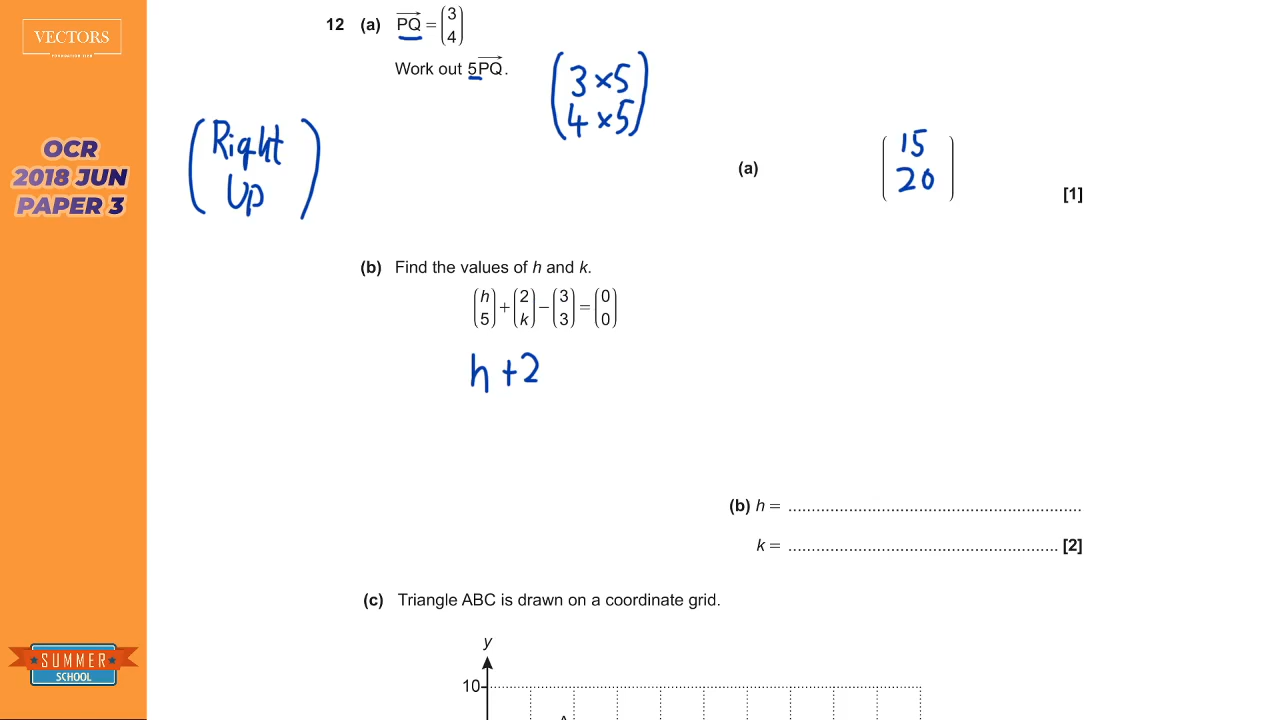 VECTORS
FOUNDATION TIER
OCR
2018 JUN
PAPER 3
SUMMER
SCHOOL
12 (a) PQ = (3
4)
Work out 5PQ.
(3 × 5
4 × 5)
(Right
Up)
(a) (15
20)
[1]
(b) Find the values of h and k.
(h
5) + (2
k) − (3
3) = (0
0)
h + 2
(b) h = ....................
k = .................... [2]
(c) Triangle ABC is drawn on a coordinate grid.
y
10